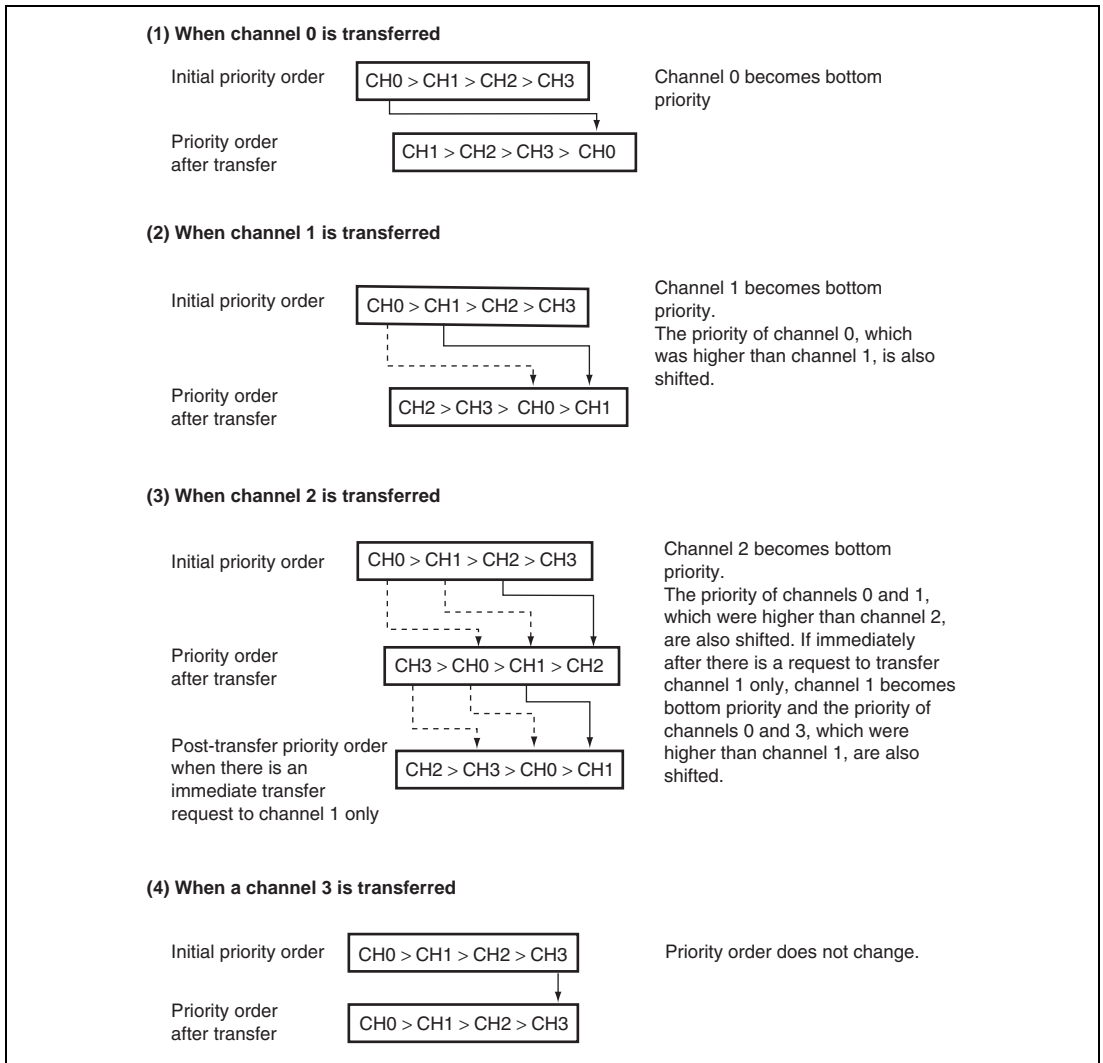 (1) When channel 0 is transferred
Initial priority order
CH0 > CH1 > CH2 > CH3
Channel 0 becomes bottom
priority
Priority order
after transfer
CH1 > CH2 > CH3 > CH0
(2) When channel 1 is transferred
Initial priority order
CH0 > CH1 > CH2 > CH3
Channel 1 becomes bottom
priority.
The priority of channel 0, which
was higher than channel 1, is also
shifted.
Priority order
after transfer
CH2 > CH3 > CH0 > CH1
(3) When channel 2 is transferred
Initial priority order
CH0 > CH1 > CH2 > CH3
Channel 2 becomes bottom
priority.
The priority of channels 0 and 1,
which were higher than channel 2,
are also shifted. If immediately
after there is a request to transfer
channel 1 only, channel 1 becomes
bottom priority and the priority of
channels 0 and 3, which were
higher than channel 1, are also
shifted.
Priority order
after transfer
CH3 > CH0 > CH1 > CH2
Post-transfer priority order
when there is an
immediate transfer
request to channel 1 only
CH2 > CH3 > CH0 > CH1
(4) When a channel 3 is transferred
Initial priority order
CH0 > CH1 > CH2 > CH3
Priority order does not change.
Priority order
after transfer
CH0 > CH1 > CH2 > CH3